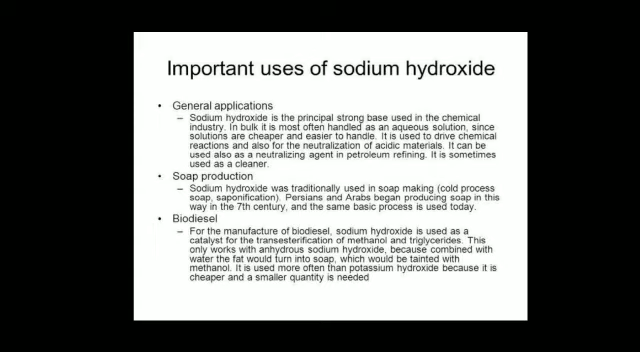 Important uses of sodium hydroxide
• General applications
– Sodium hydroxide is the principal strong base used in the chemical
industry. In bulk it is most often handled as an aqueous solution, since
solutions are cheaper and easier to handle. It is used to drive chemical
reactions and also for the neutralization of acidic materials. It can be
used also as a neutralizing agent in petroleum refining. It is sometimes
used as a cleaner.
• Soap production
– Sodium hydroxide was traditionally used in soap making (cold process
soap, saponification). Persians and Arabs began producing soap in this
way in the 7th century, and the same basic process is used today.
• Biodiesel
– For the manufacture of biodiesel, sodium hydroxide is used as a
catalyst for the transesterification of methanol and triglycerides. This
only works with anhydrous sodium hydroxide, because combined with
water the fat would turn into soap, which would be tainted with
methanol. It is used more often than potassium hydroxide because it is
cheaper and a smaller quantity is needed